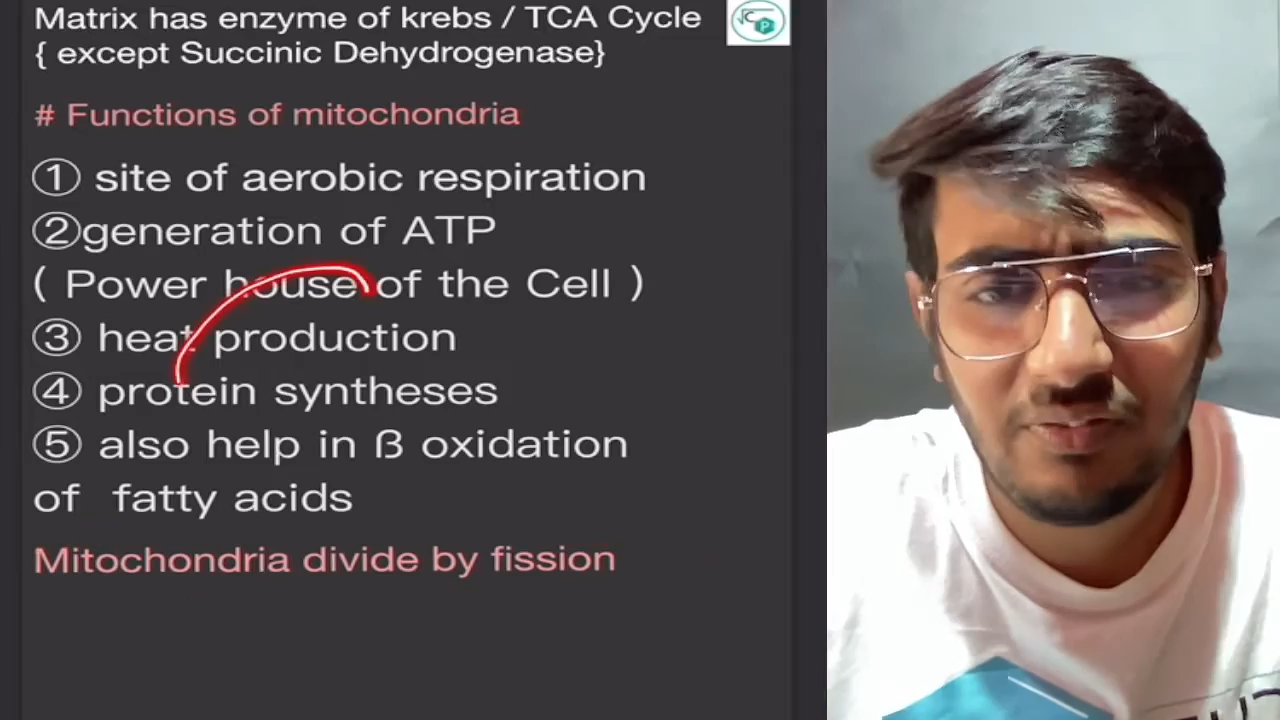 Matrix has enzyme of krebs / TCA Cycle
{ except Succinic Dehydrogenase}
# Functions of mitochondria
① site of aerobic respiration
②generation of ATP
( Power house of the Cell )
③ heat production
④ protein syntheses
⑤ also help in ß oxidation
of fatty acids
Mitochondria divide by fission